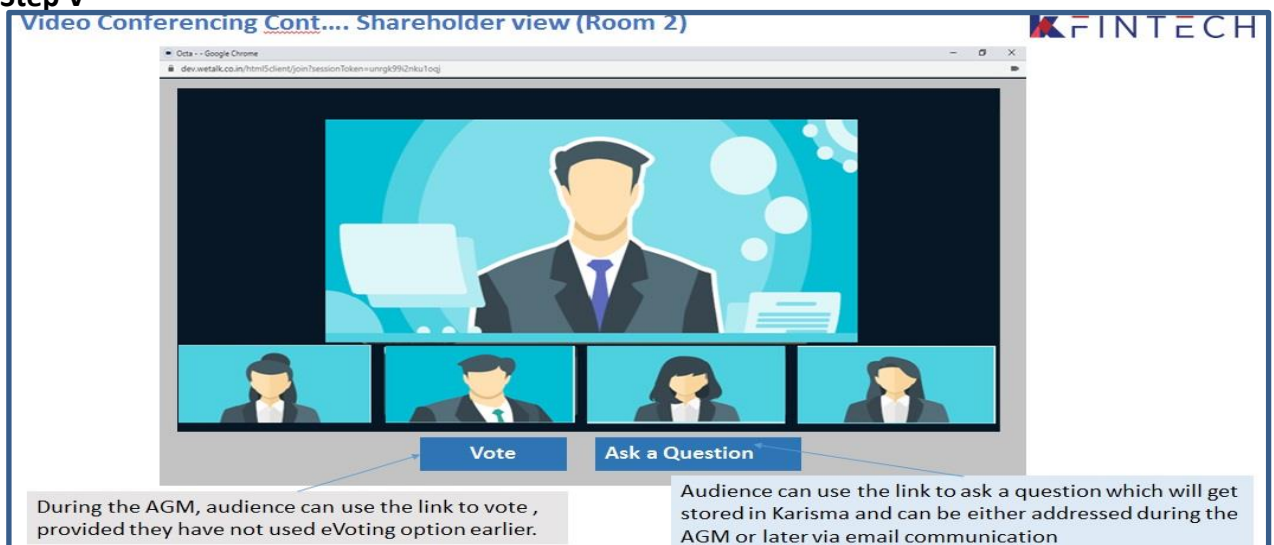 Step V
Video Conferencing Cont.... Shareholder view (Room 2)
KFINTECH
Octa - - Google Chrome
dev.wetalk.co.in/html5client/join?sessionToken=unrgk99i2nku1oqj
Vote
Ask a Question
During the AGM, audience can use the link to vote ,
provided they have not used eVoting option earlier.
Audience can use the link to ask a question which will get
stored in Karisma and can be either addressed during the
AGM or later via email communication